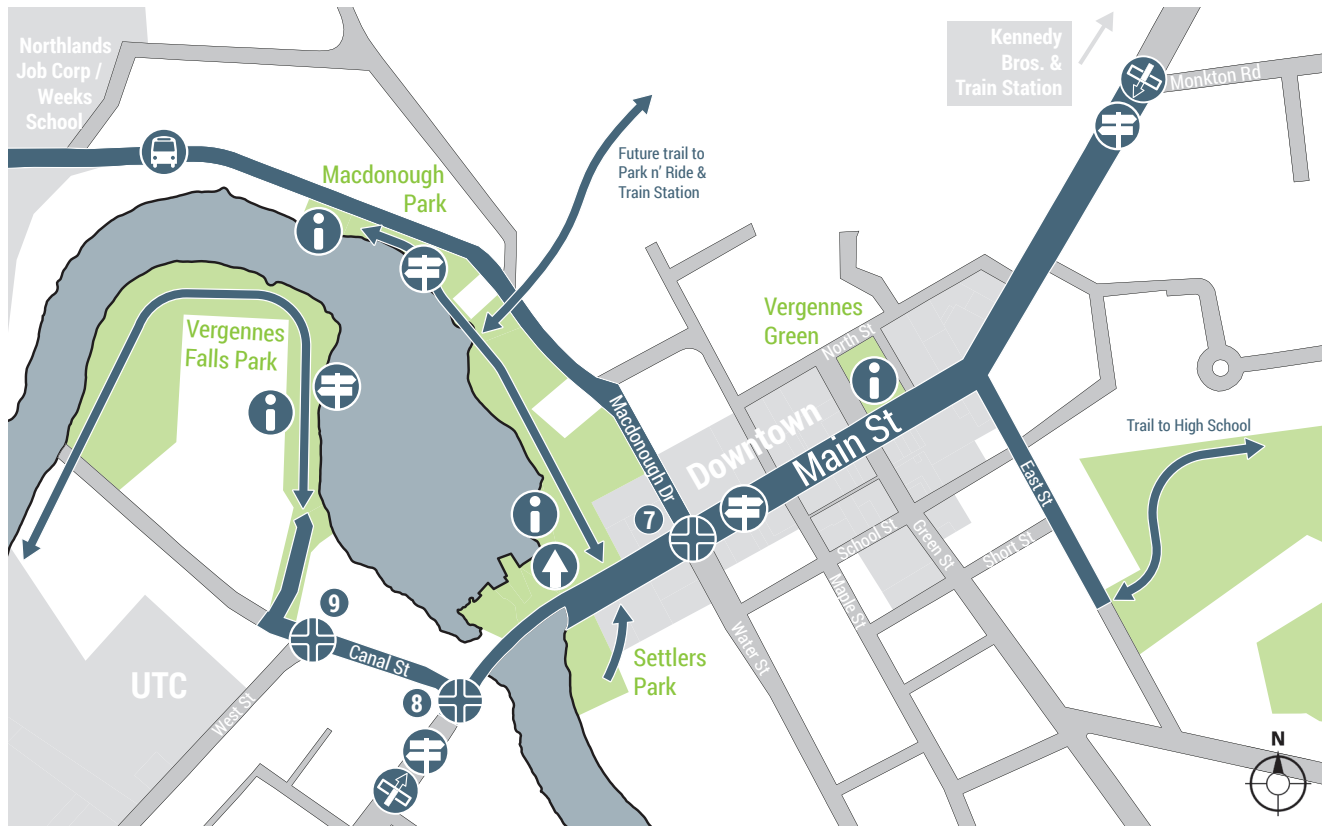 Northlands
Job Corp /
Weeks
School
Kennedy
Bros. &
Train Station
Monkton Rd
Future trail to
Park n' Ride &
Train Station
Macdonough
Park
Vergennes
Falls Park
Vergennes
Green
North St
Macdonough Dr
Downtown
Main St
Trail to High School
East St
7
School St
Green St
Short St
Maple St
Water St
9
Canal St
8
Settlers
Park
UTC
West St
N